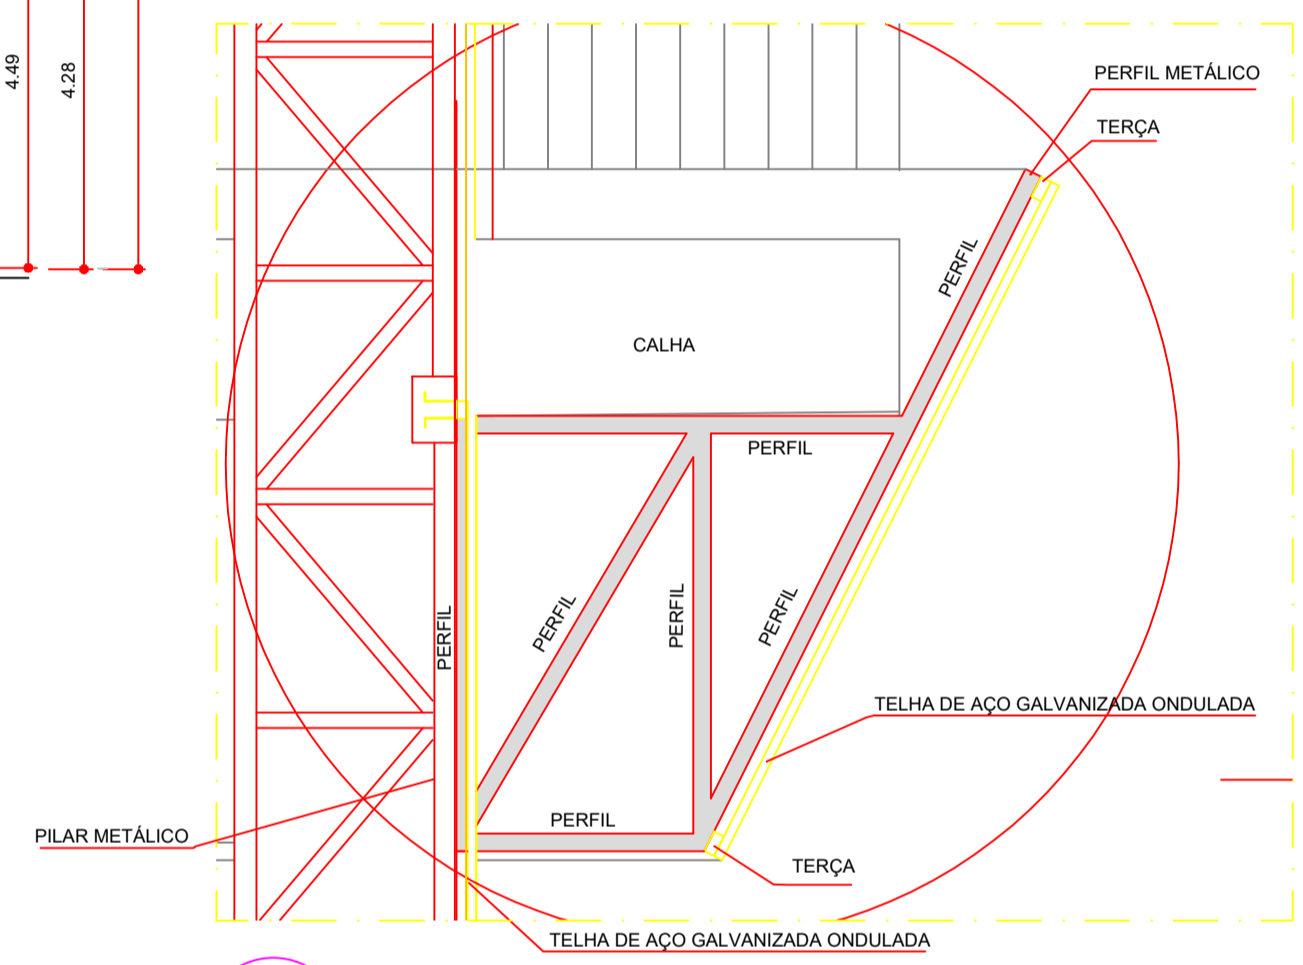 4.49
4.28
PERFIL METÁLICO
TERÇA
PERFIL
CALHA
PERFIL
PERFIL
PERFIL
PERFIL
PERFIL
TELHA DE AÇO GALVANIZADA ONDULADA
PERFIL
PILAR METÁLICO
TERÇA
TELHA DE AÇO GALVANIZADA ONDULADA